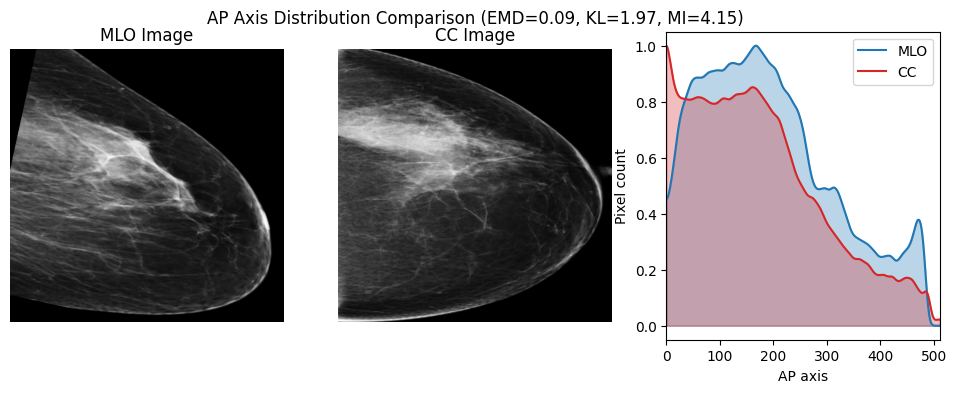 AP Axis Distribution Comparison (EMD=0.09, KL=1.97, MI=4.15)
MLO Image
CC Image
MLO
CC
1.0
0.8
0.6
0.4
0.2
0.0
Pixel count
0 100 200 300 400 500
AP axis